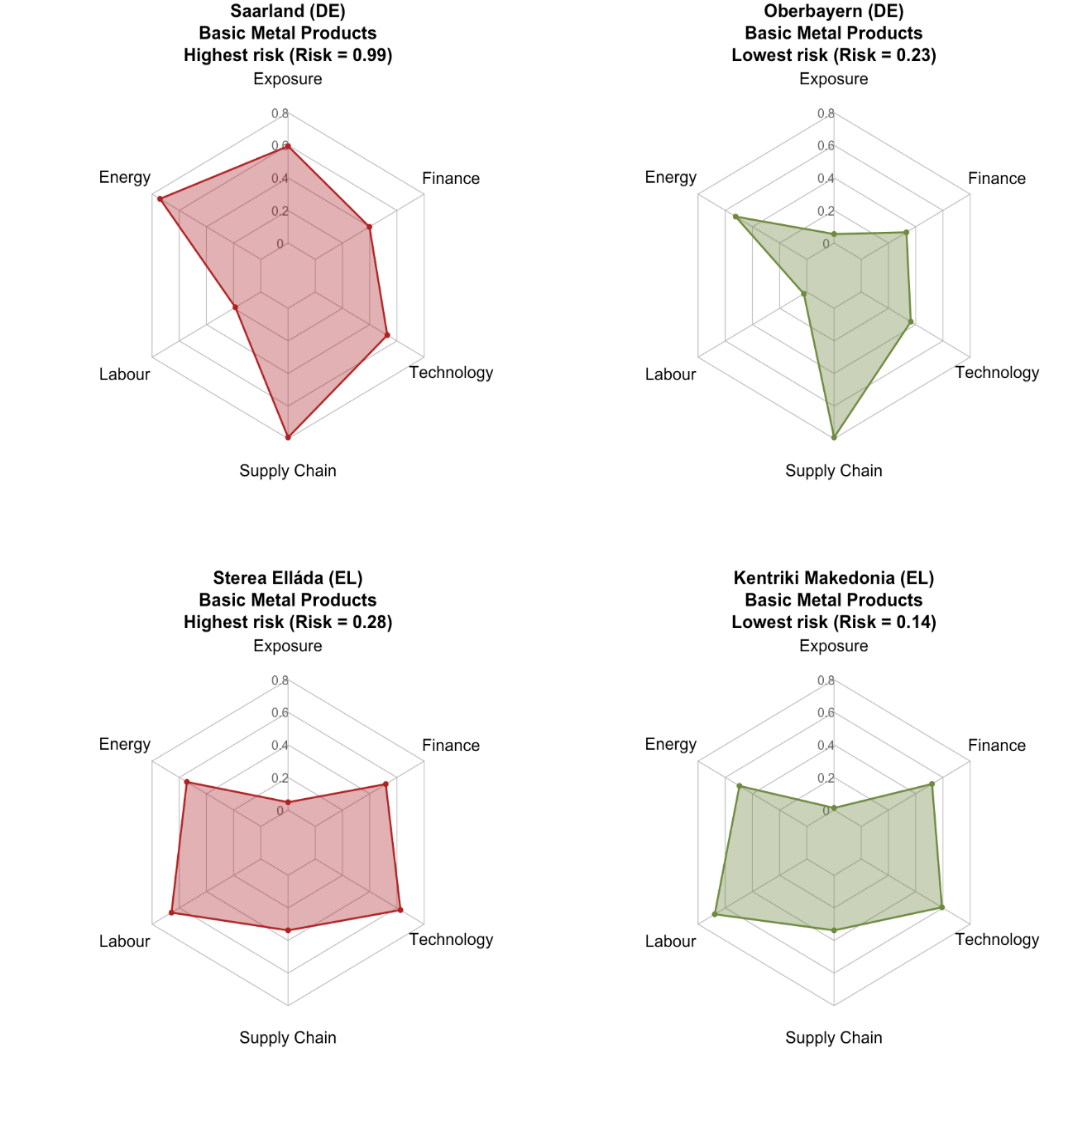 Saarland (DE)
Basic Metal Products
Highest risk (Risk = 0.99)
Exposure
0.8
0.6
0.4
0.2
0
Energy
Finance
Labour
Technology
Supply Chain
Oberbayern (DE)
Basic Metal Products
Lowest risk (Risk = 0.23)
Exposure
0.8
0.6
0.4
0.2
0
Energy
Finance
Labour
Technology
Supply Chain
Sterea Elláda (EL)
Basic Metal Products
Highest risk (Risk = 0.28)
Exposure
0.8
0.6
0.4
0.2
0
Energy
Finance
Labour
Technology
Supply Chain
Kentriki Makedonia (EL)
Basic Metal Products
Lowest risk (Risk = 0.14)
Exposure
0.8
0.6
0.4
0.2
0
Energy
Finance
Labour
Technology
Supply Chain